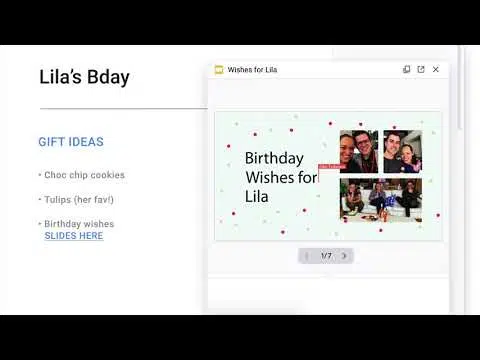 Lila's Bday
GIFT IDEAS
• Choc chip cookies
• Tulips (her fav!)
• Birthday wishes
SLIDES HERE
Wishes for Lila
Birthday
Wishes for
Lila
1/7